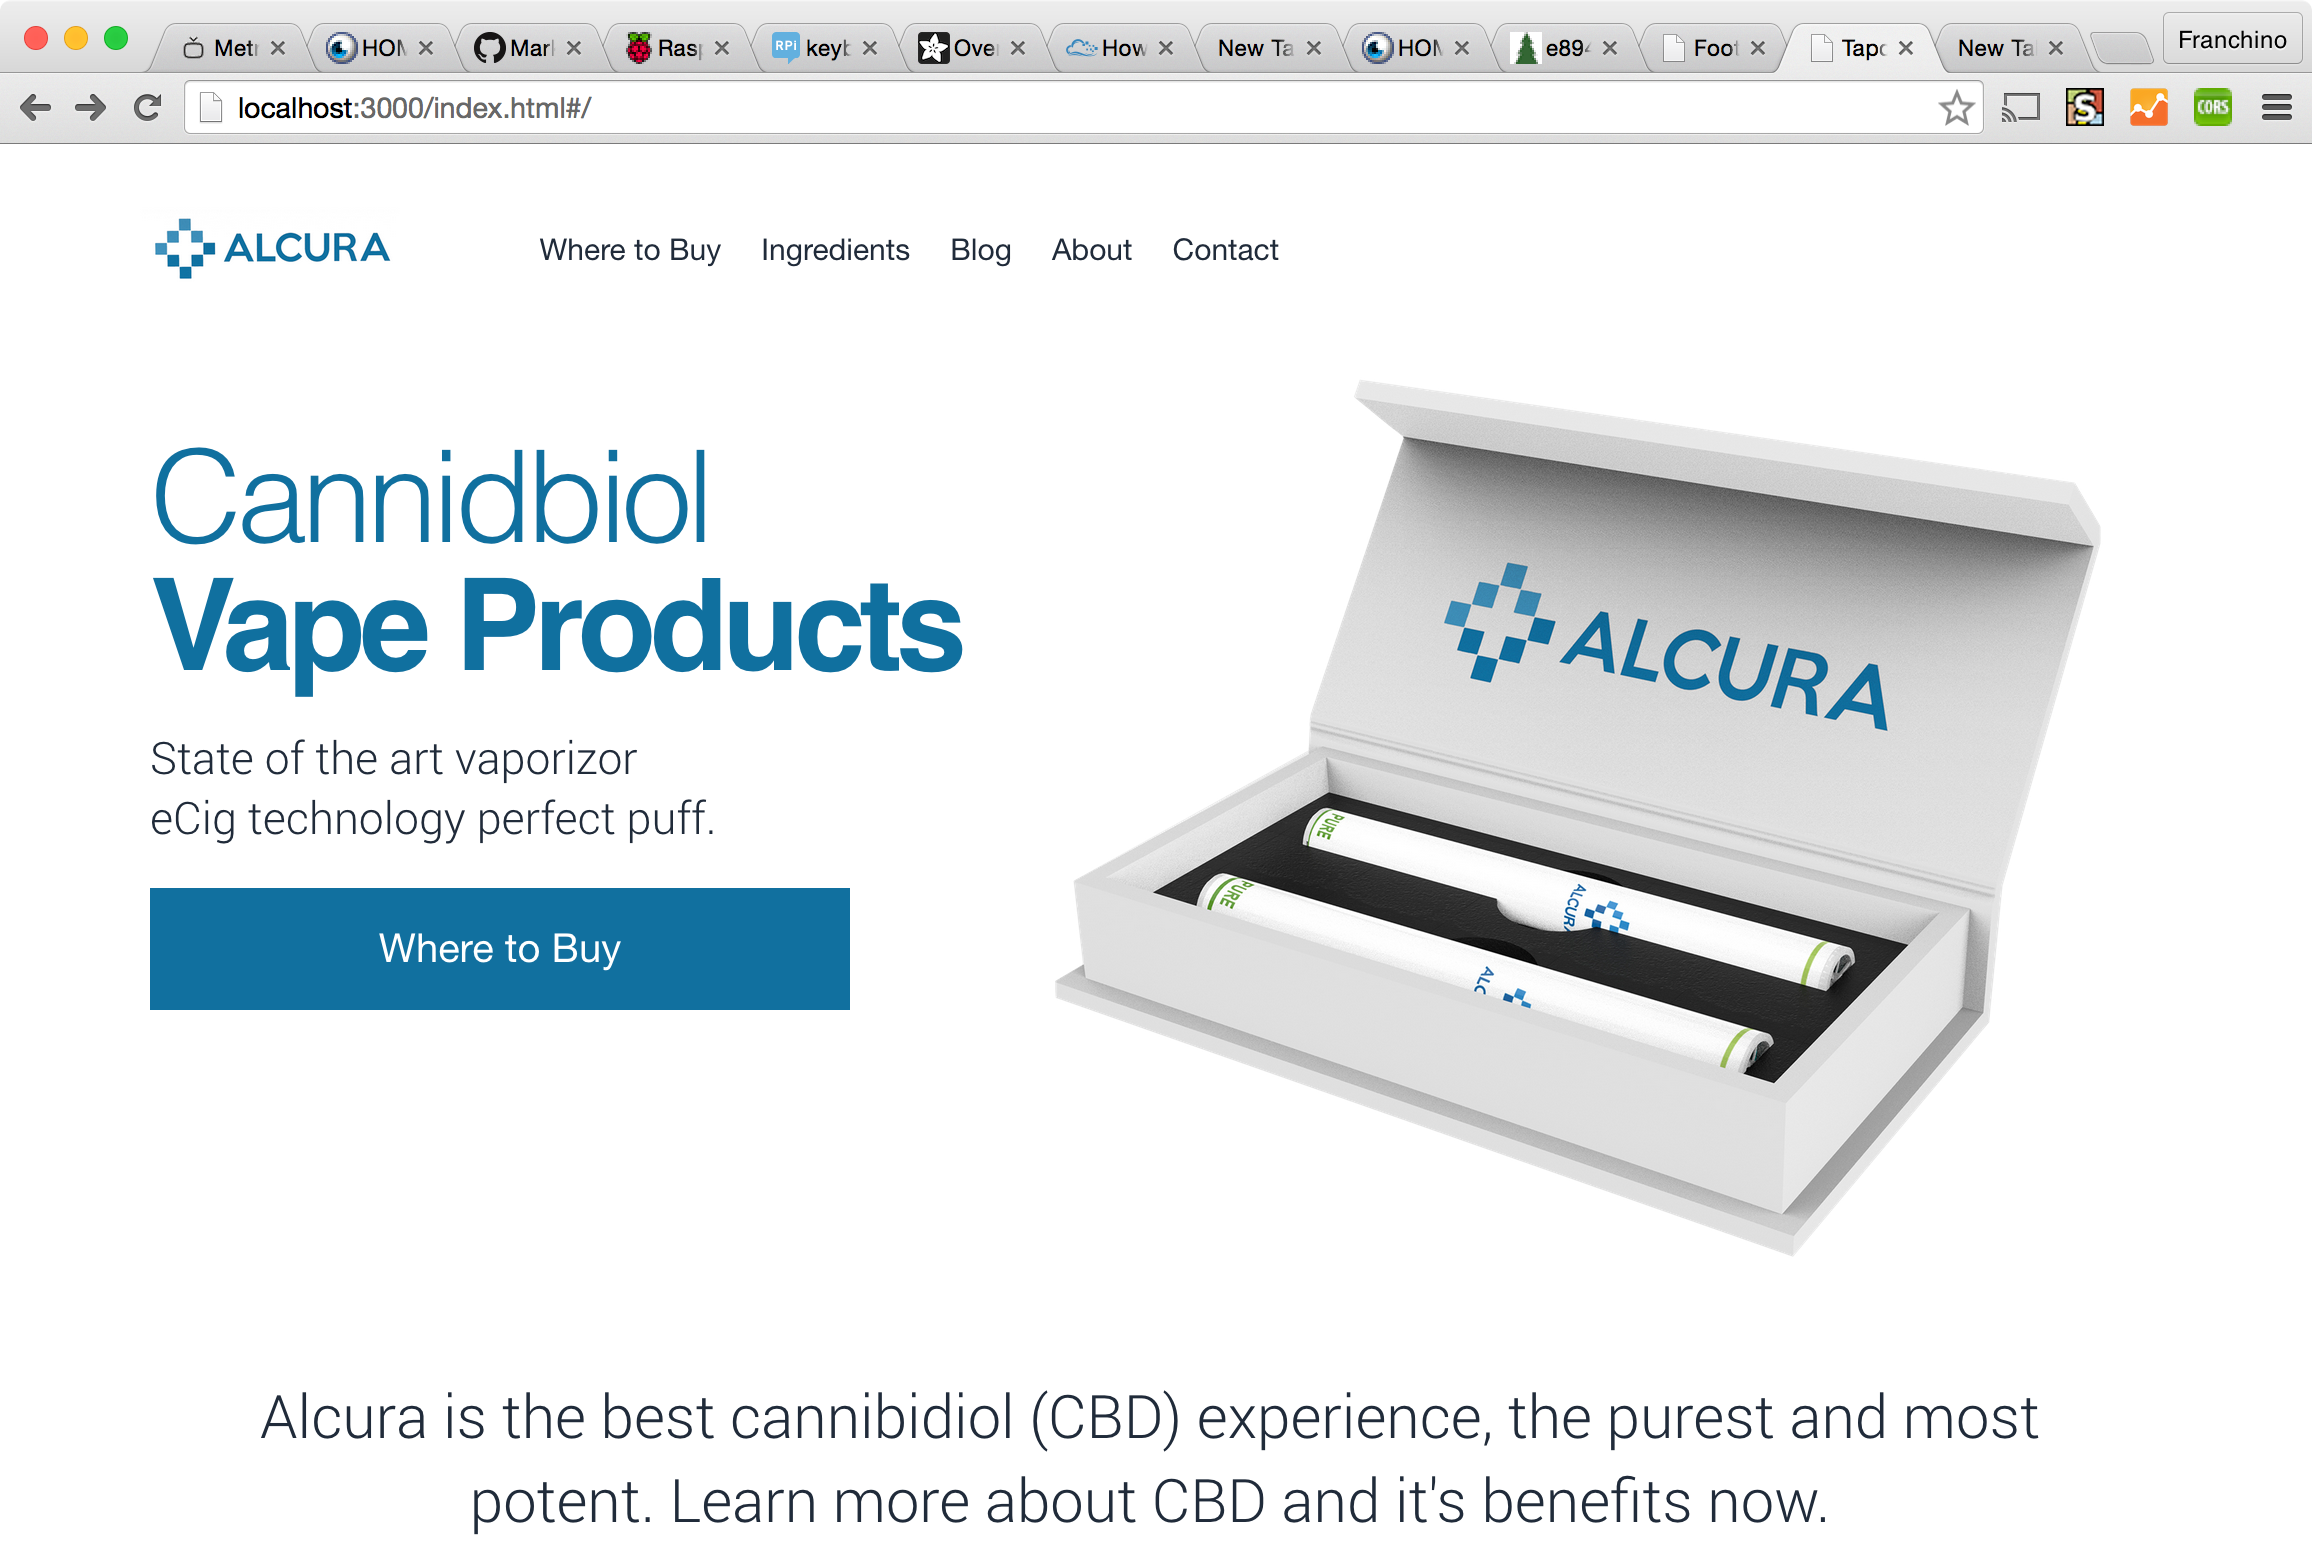 Metr
HOM
Mark
Rasp
keyb
Over
How
New Ta
HOM
e894
Foot
Tapc
New Ta
Franchino
localhost:3000/index.html#/
CORS
ALCURA
Where to Buy Ingredients Blog About Contact
Cannidbiol
Vape Products
State of the art vaporizor
eCig technology perfect puff.
Where to Buy
ALCURA
PURE
ALCURA
PURE
ALC
Alcura is the best cannibidiol (CBD) experience, the purest and most
potent. Learn more about CBD and it's benefits now.